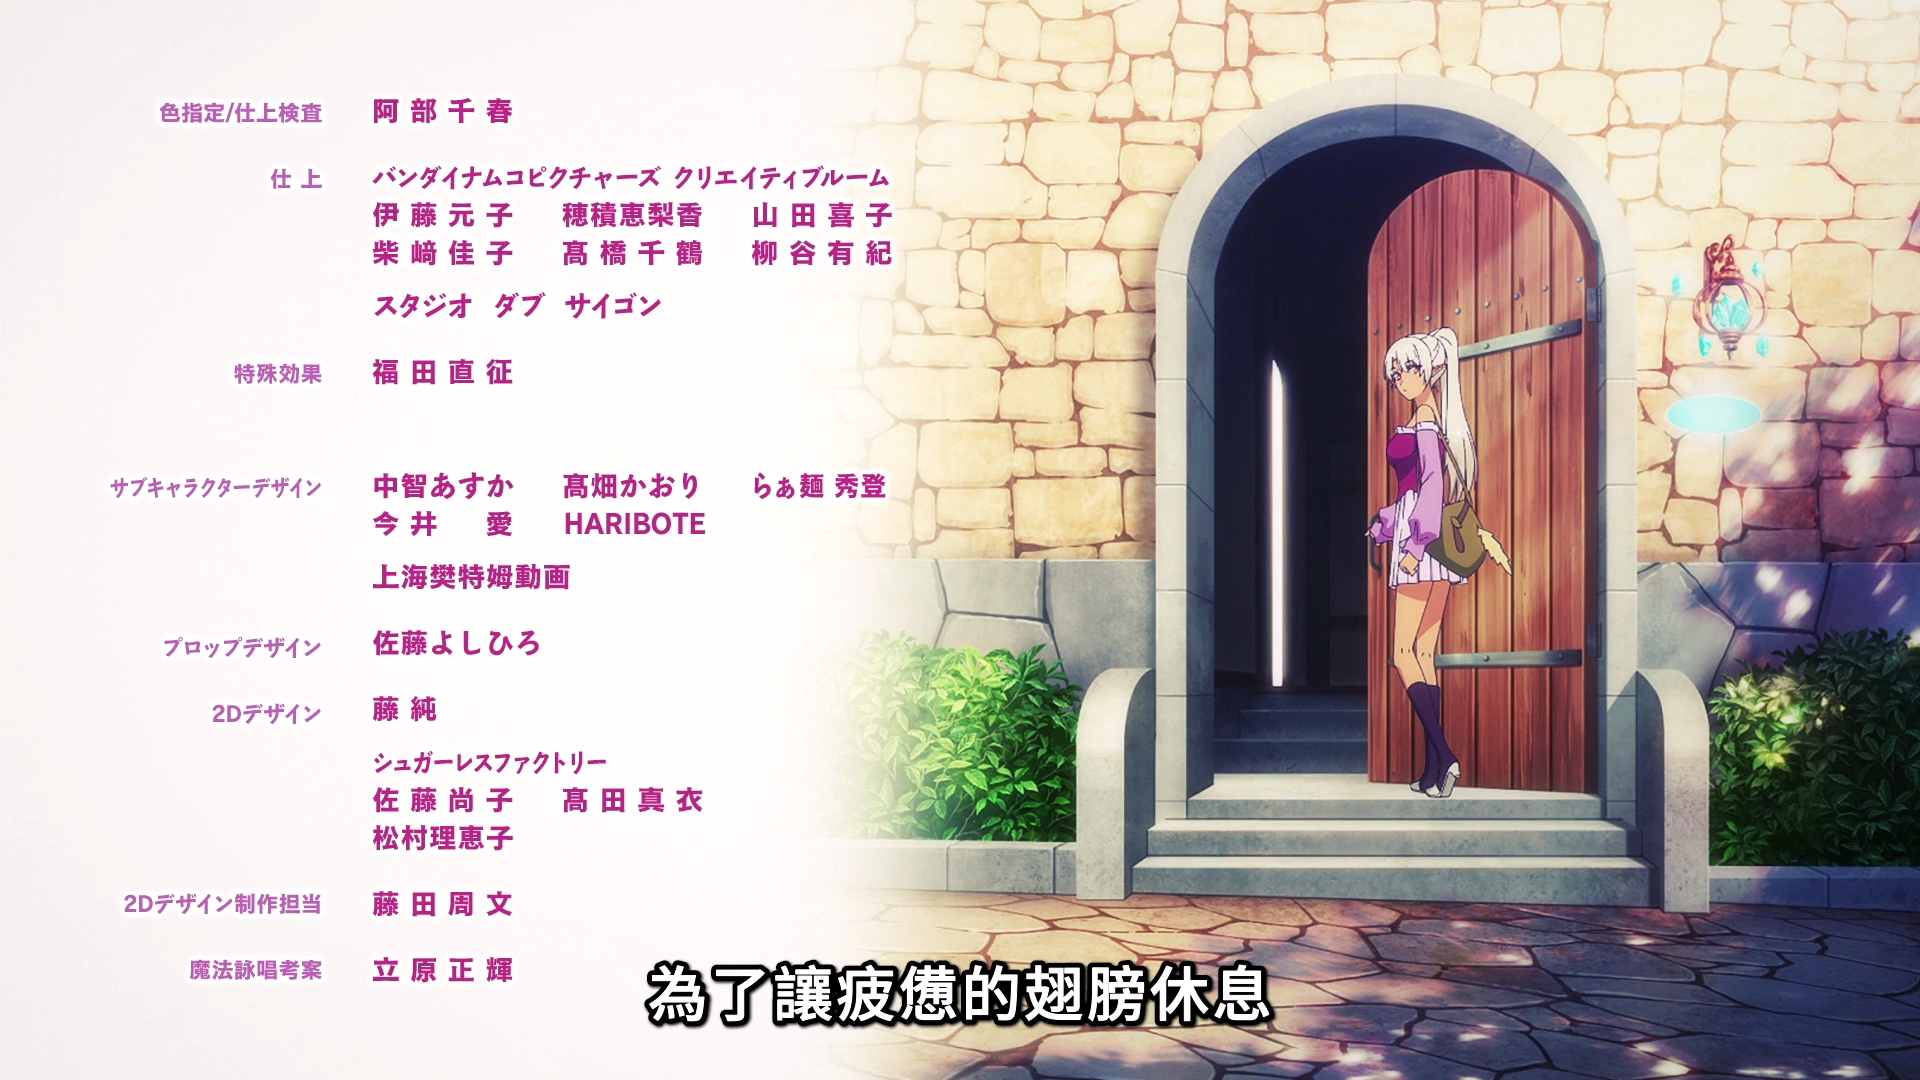 色指定/仕上検査 阿部千春
仕上 バンダイナムコピクチャーズ クリエイティブルーム
伊藤元子 穂積恵梨香 山田喜子
柴﨑佳子 髙橋千鶴 柳谷有紀
スタジオ ダブ サイゴン
特殊効果 福田直征
サブキャラクターデザイン 中智あすか 髙畑かおり らぁ麺 秀登
今井 愛 HARIBOTE
上海樊特姆動画
プロップデザイン 佐藤よしひろ
2Dデザイン 藤純
シュガーレスファクトリー
佐藤尚子 髙田真衣
松村理恵子
2Dデザイン制作担当 藤田周文
魔法詠唱考案 立原正輝
為了讓疲憊的翅膀休息